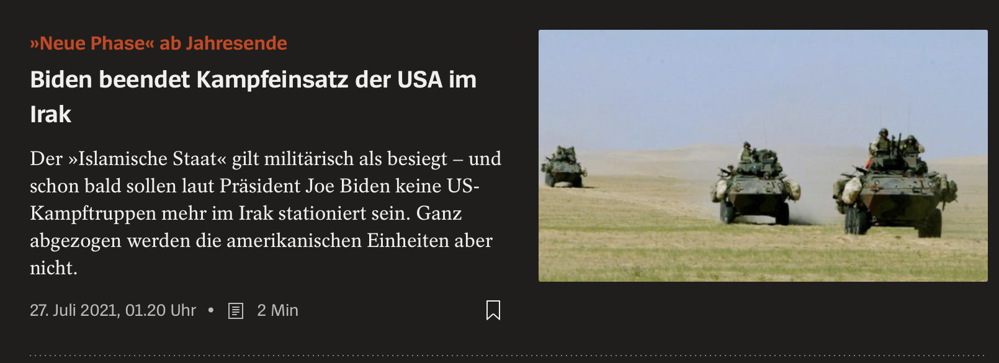 »Neue Phase« ab Jahresende
Biden beendet Kampfeinsatz der USA im
Irak
Der »Islamische Staat« gilt militärisch als besiegt – und
schon bald sollen laut Präsident Joe Biden keine US-
Kampftruppen mehr im Irak stationiert sein. Ganz
abgezogen werden die amerikanischen Einheiten aber
nicht.
27. Juli 2021, 01.20 Uhr • 2 Min